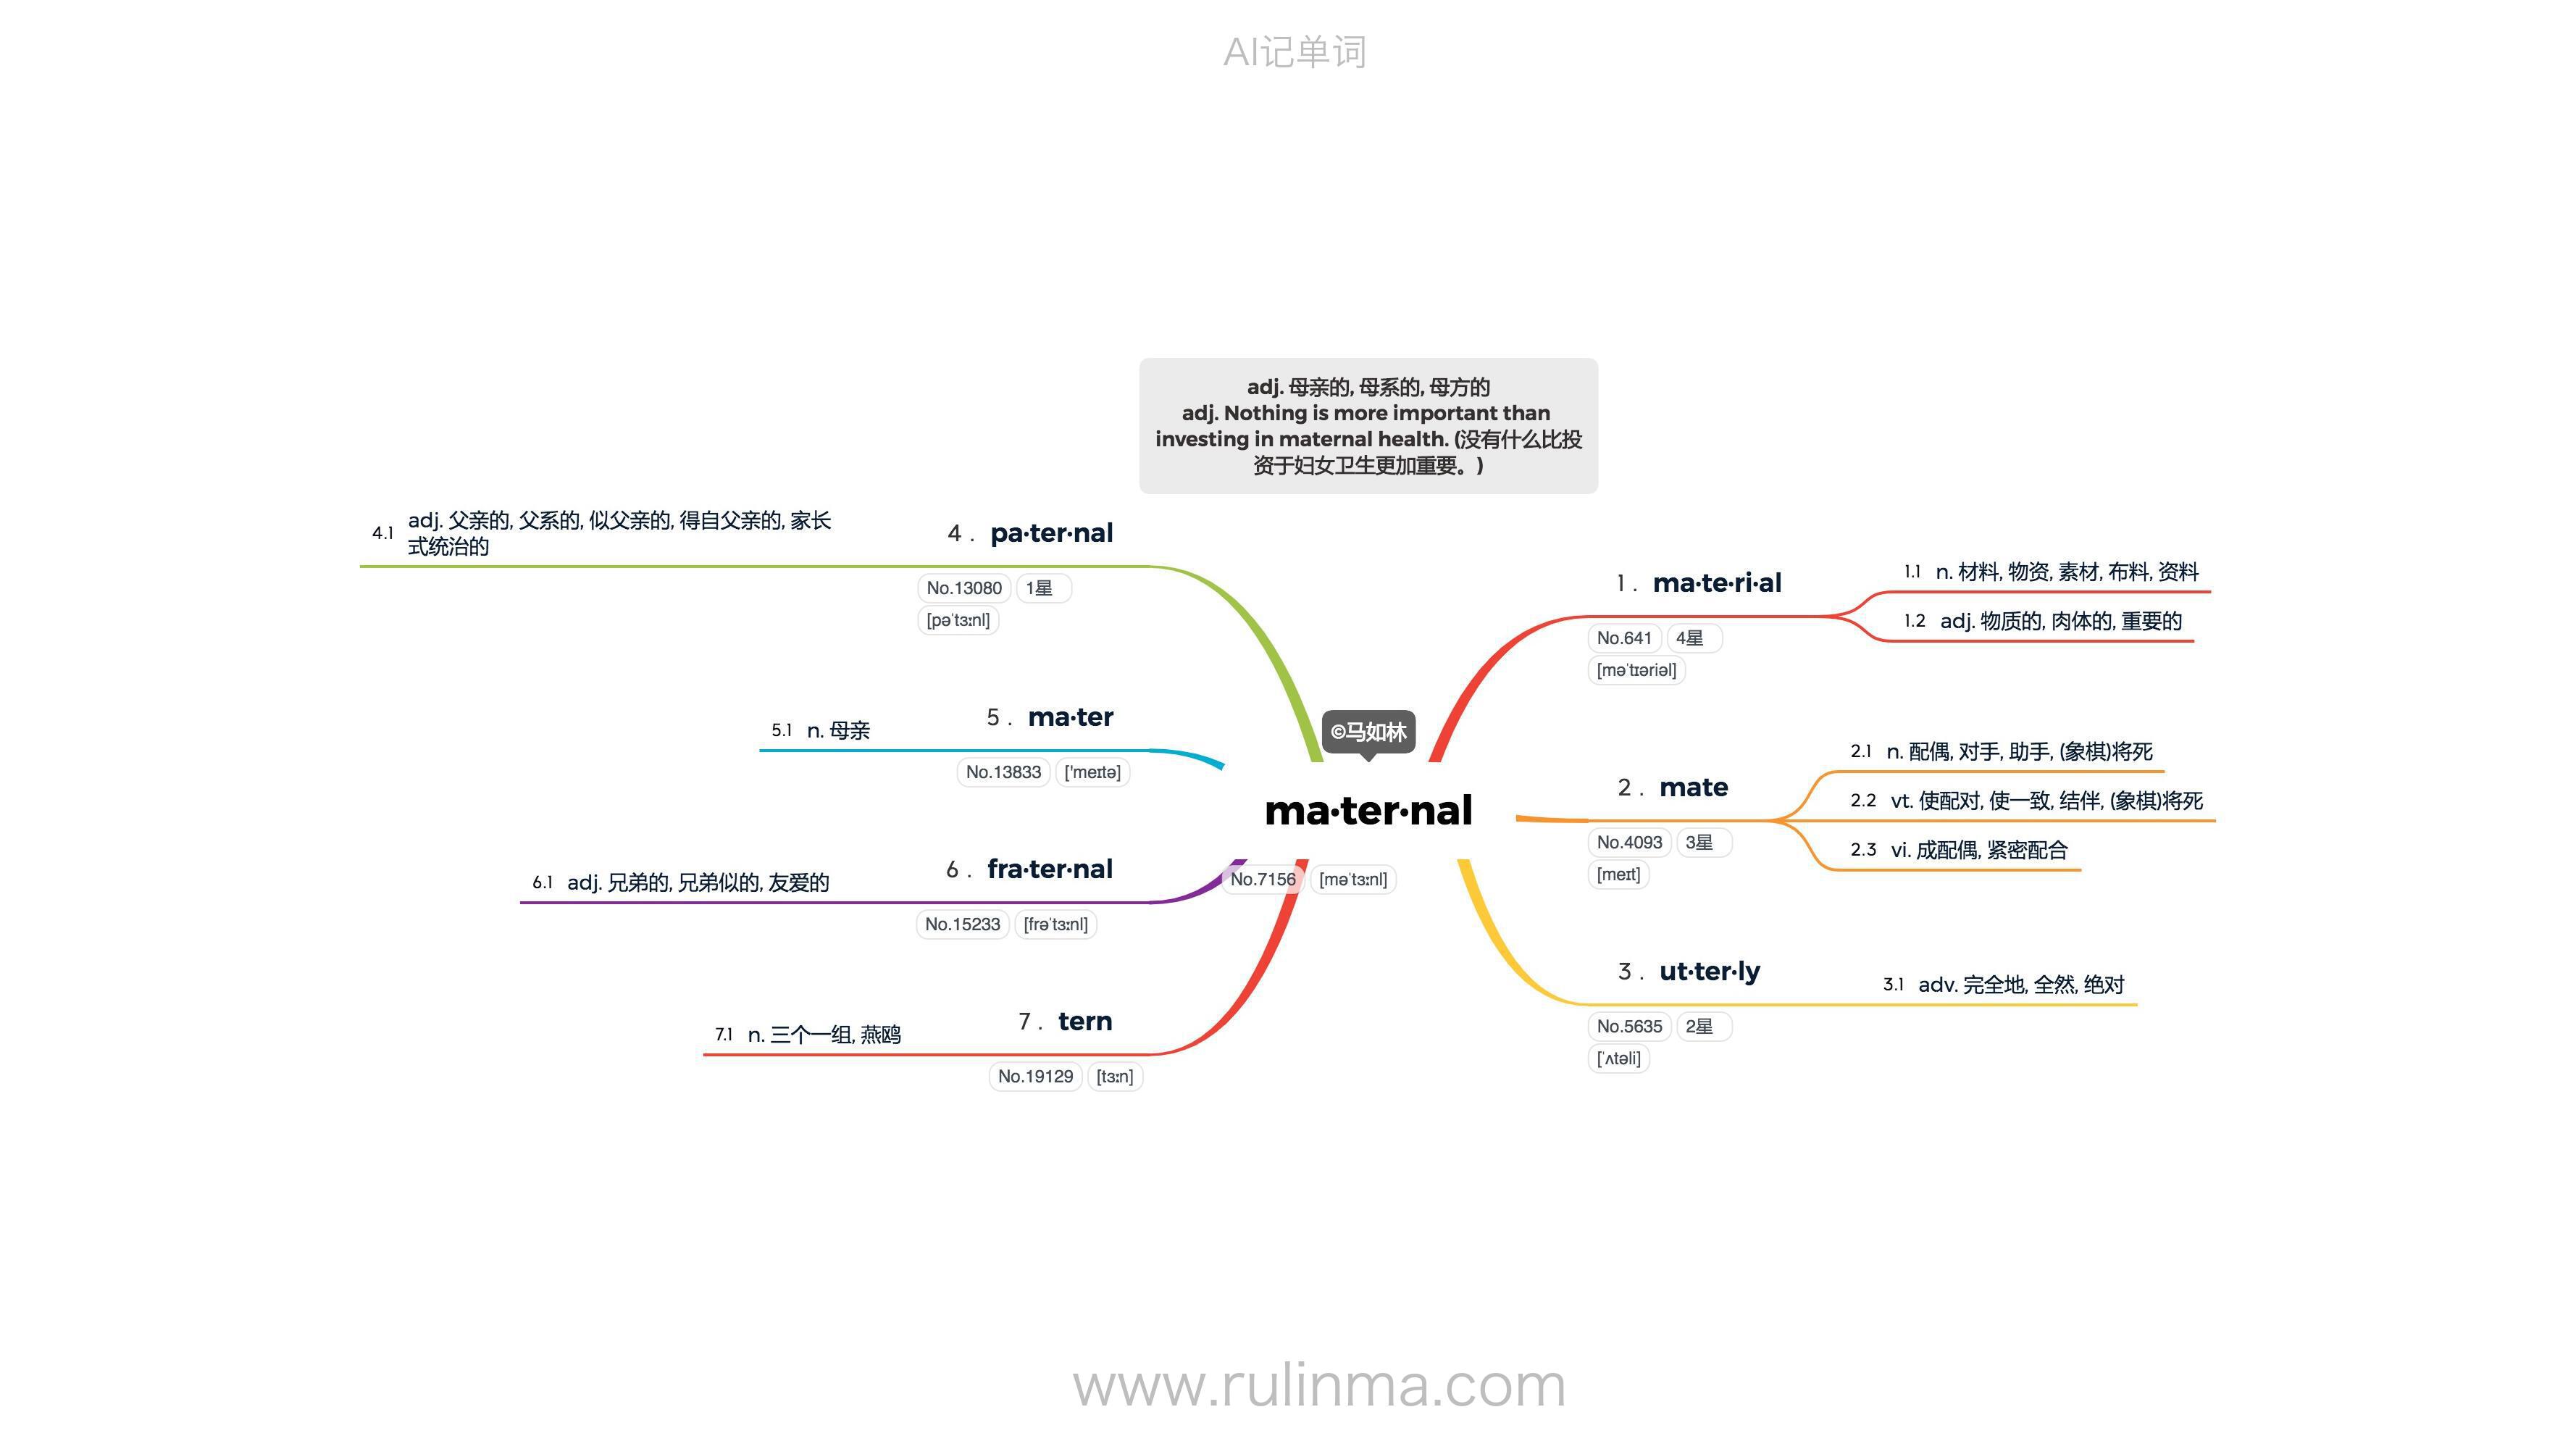 AI记单词
adj. 母亲的, 母系的, 母方的
adj. Nothing is more important than
investing in maternal health. (没有什么比投
资于妇女卫生更加重要。)
©马如林
ma·ter·nal
No.7156 [məˈtɜːnl]
1 . ma·te·ri·al
No.641 4星
[məˈtɪəriəl]
1.1 n. 材料, 物资, 素材, 布料, 资料
1.2 adj. 物质的, 肉体的, 重要的
2 . mate
No.4093 3星
[meɪt]
2.1 n. 配偶, 对手, 助手, (象棋)将死
2.2 vt. 使配对, 使一致, 结伴, (象棋)将死
2.3 vi. 成配偶, 紧密配合
3 . ut·ter·ly
No.5635 2星
[ˈʌtəli]
3.1 adv. 完全地, 全然, 绝对
4 . pa·ter·nal
No.13080 1星
[pəˈtɜːnl]
4.1 adj. 父亲的, 父系的, 似父亲的, 得自父亲的, 家长
式统治的
5 . ma·ter
No.13833 ['meɪtə]
5.1 n. 母亲
6 . fra·ter·nal
No.15233 [frəˈtɜːnl]
6.1 adj. 兄弟的, 兄弟似的, 友爱的
7 . tern
No.19129 [tɜːn]
7.1 n. 三个一组, 燕鸥
www.rulinma.com